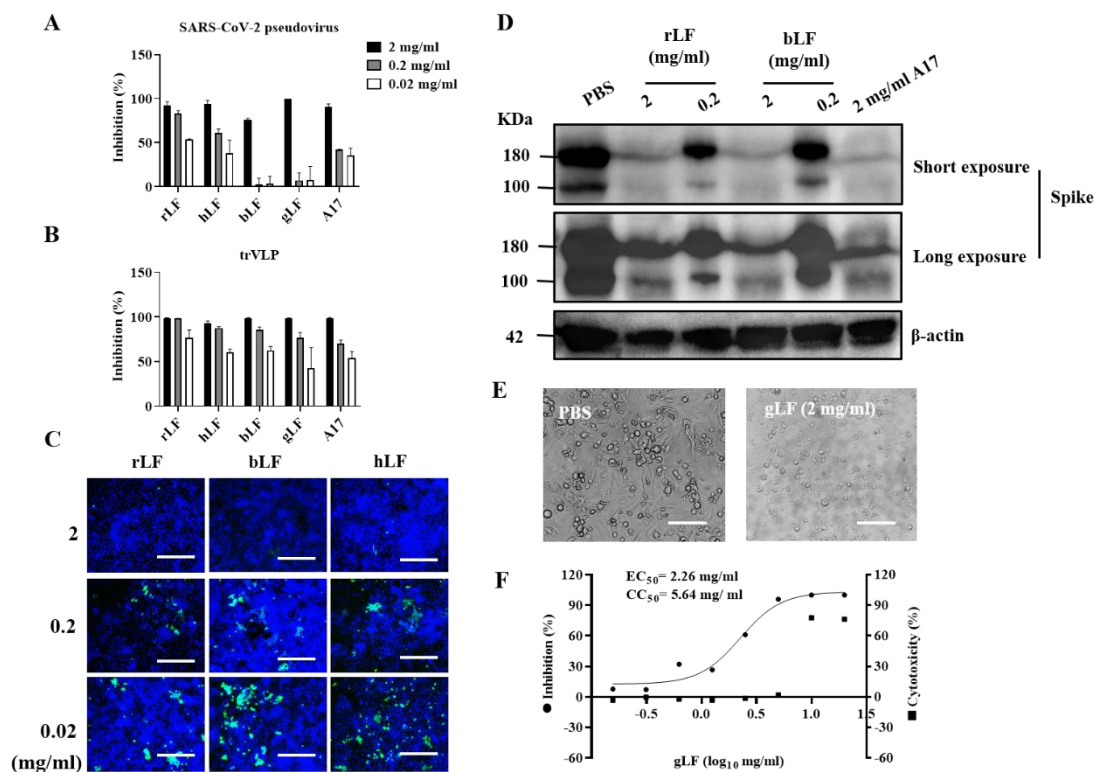 A
SARS-CoV-2 pseudovirus
2 mg/ml
0.2 mg/ml
0.02 mg/ml
Inhibition (%)
150
100
50
0
rLF hLF bLF gLF A17
B
trVLP
Inhibition (%)
150
100
50
0
rLF hLF bLF gLF A17
C
rLF bLF hLF
2
0.2
0.02
(mg/ml)
D
rLF
(mg/ml)
bLF
(mg/ml)
PBS 2 0.2 2 0.2 2 mg/ml A17
KDa
180
100
Short exposure
Spike
180
100
Long exposure
42
β-actin
E
PBS
gLF (2 mg/ml)
F
EC50= 2.26 mg/ml
CC50= 5.64 mg/ ml
Inhibition (%)
120
90
60
30
0
-30
-60
-0.5 0.0 0.5 1.0 1.5
120
90
60
30
0
-30
-60
Cytotoxicity (%)
gLF (log10 mg/ml)